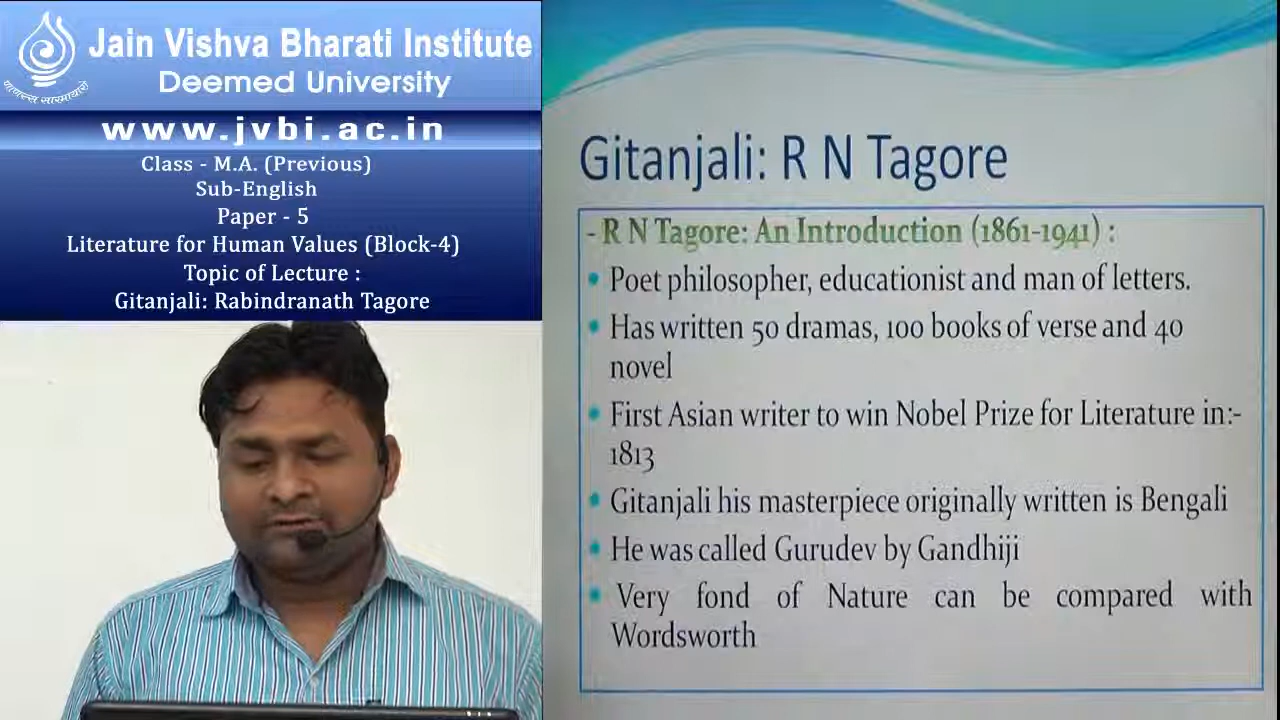 Jain Vishva Bharati Institute
Deemed University
www.jvbi.ac.in
Class - M.A. (Previous)
Sub-English
Paper - 5
Literature for Human Values (Block-4)
Topic of Lecture :
Gitanjali: Rabindranath Tagore
Gitanjali: R N Tagore
- R N Tagore: An Introduction (1861-1941) :
• Poet philosopher, educationist and man of letters.
• Has written 50 dramas, 100 books of verse and 40
novel
• First Asian writer to win Nobel Prize for Literature in:-
1813
• Gitanjali his masterpiece originally written is Bengali
• He was called Gurudev by Gandhiji
• Very fond of Nature can be compared with
Wordsworth